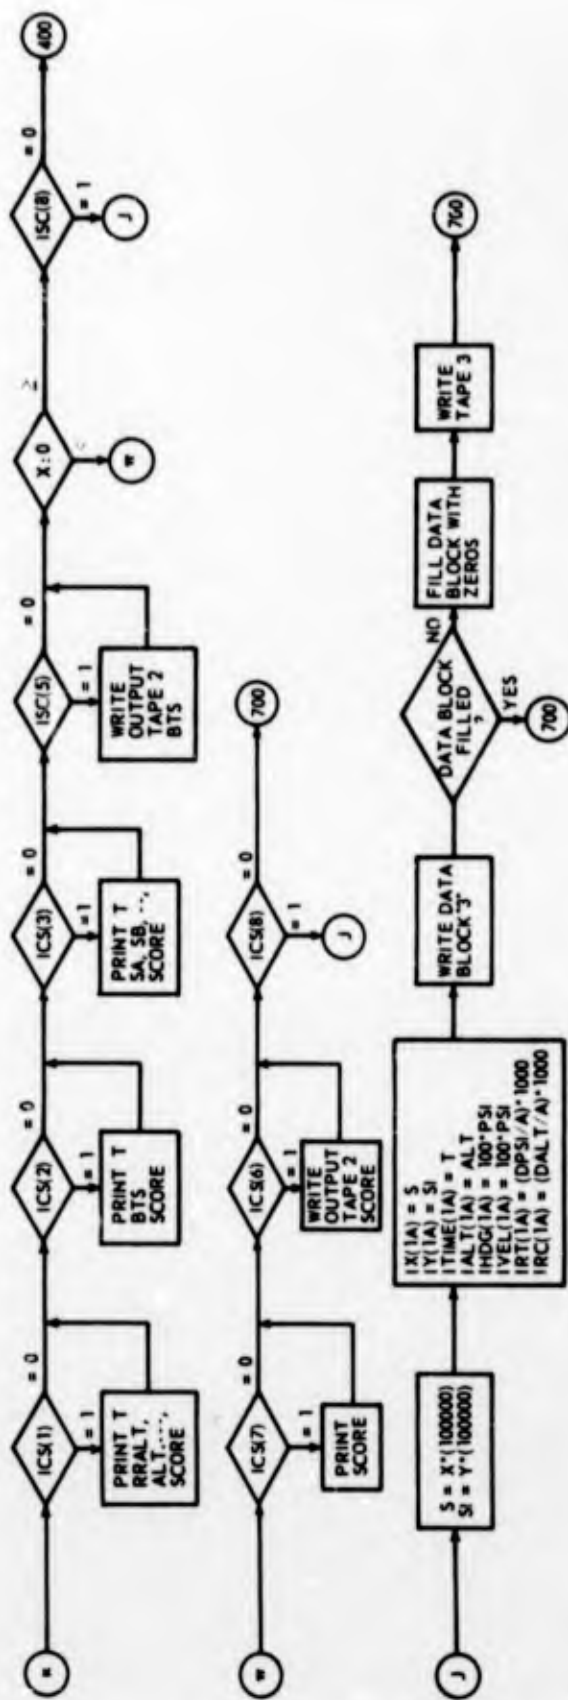 ICS(1)
= 0
= 1
PRINT T
RRALT,
ALT,---,
SCORE
ICS(2)
= 0
= 1
PRINT T
BTS
SCORE
ICS(3)
= 0
=1
PRINT T
SA, SB, --,
SCORE
ISC(5)
= 0
= 1
WRITE
OUTPUT
TAPE 2
BTS
X:0
≥
<
W
ISC(8)
= 0
= 1
J
400
W
ICS(7)
= 0
= 1
PRINT
SCORE
ICS(6)
= 0
= 1
WRITE
OUTPUT
TAPE 2
SCORE
ICS(8)
= 0
= 1
J
700
J
S = X*(100000)
SI = Y*(100000)
IX(IA) = S
IY(IA) = SI
ITIME(IA) = T
IALT(IA) = ALT
IHDG(IA) = 100*PSI
IVEL(IA) = 100*PSI
IRT(IA) = (DPSI/A)*1000
IRC(IA) = (DALT/A)*1000
WRITE DATA
BLOCK "3"
DATA BLOCK
FILLED
?
NO
YES
700
FILL DATA
BLOCK WITH
ZEROS
WRITE
TAPE 3
700